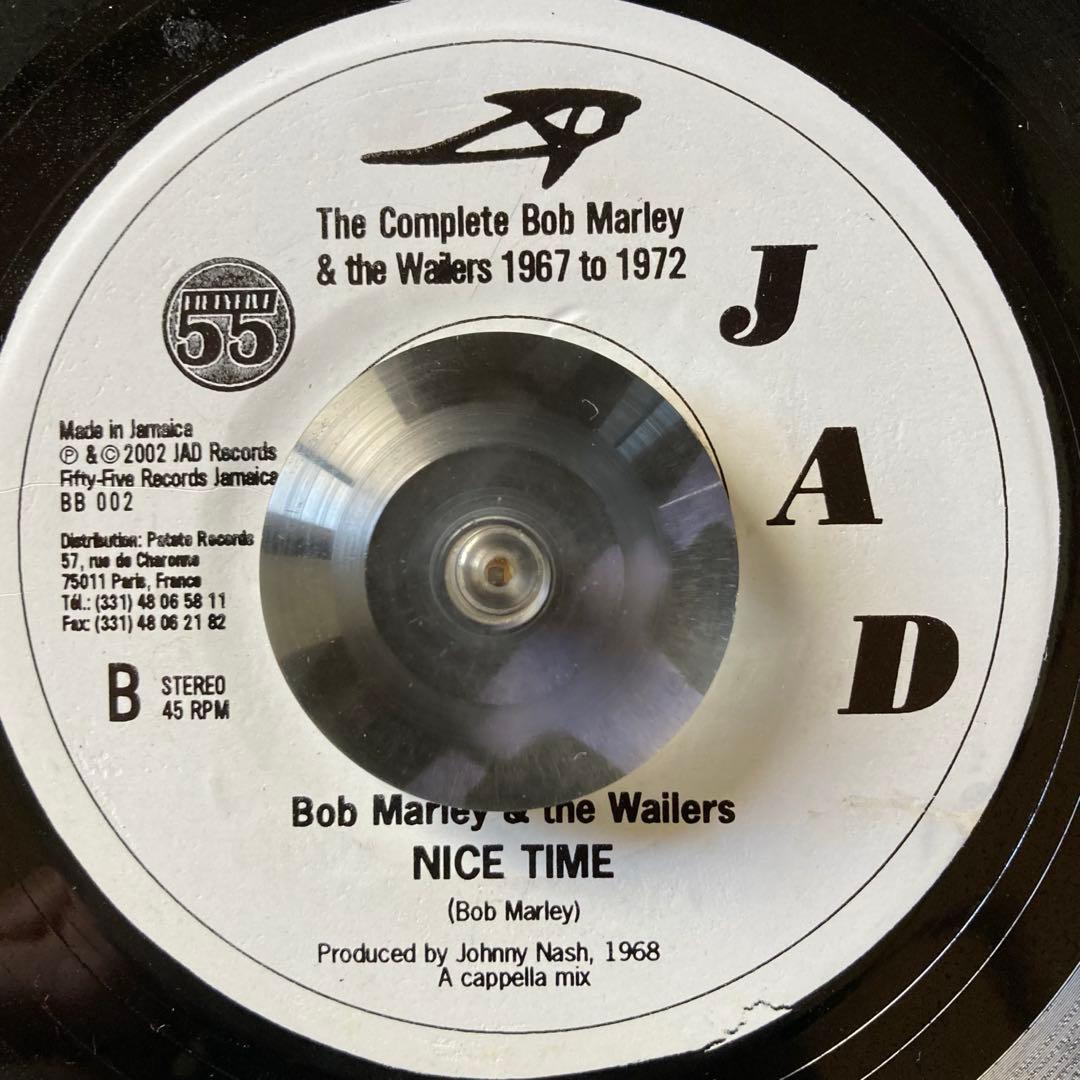 The Complete Bob Marley
& the Wailers 1967 to 1972
J
A
D
55
Made in Jamaica
℗ & © 2002 JAD Records
Fifty-Five Records Jamaica
BB 002
Distribution: Patate Records
57, rue de Charonne
75011 Paris, France
Tél.: (331) 48 06 58 11
Fax: (331) 48 06 21 82
B
STEREO
45 RPM
Bob Marley & the Wailers
NICE TIME
(Bob Marley)
Produced by Johnny Nash, 1968
A cappella mix